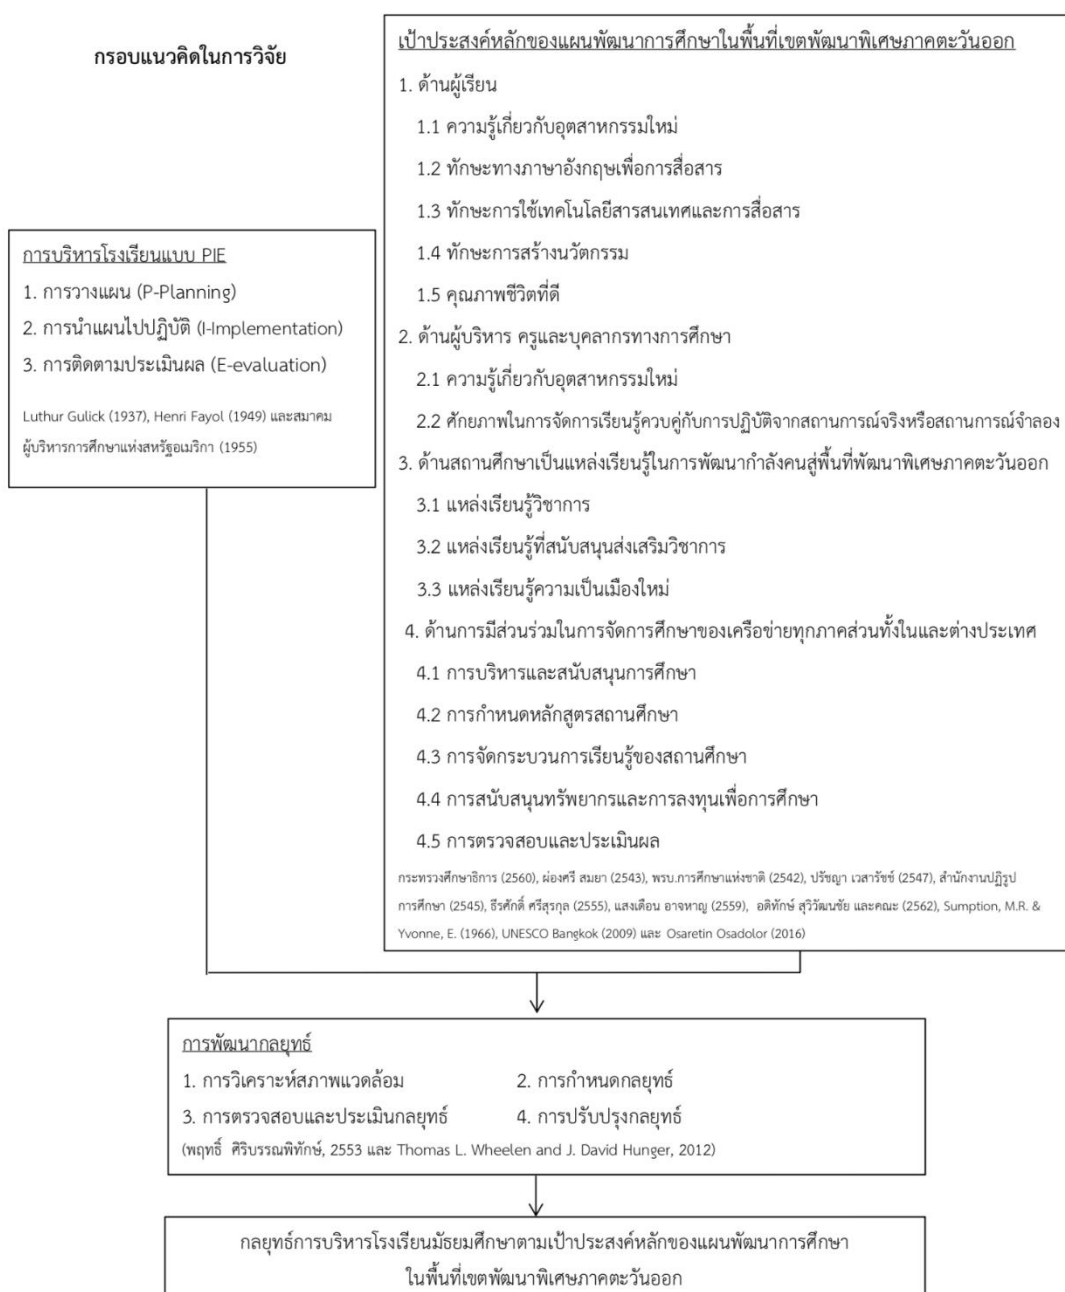 กรอบแนวคิดในการวิจัย
การบริหารโรงเรียนแบบ PIE
1. การวางแผน (P-Planning)
2. การนำแผนไปปฏิบัติ (I-Implementation)
3. การติดตามประเมินผล (E-evaluation)
Luthur Gulick (1937), Henri Fayol (1949) และสมาคม
ผู้บริหารการศึกษาแห่งสหรัฐอเมริกา (1955)
เป้าประสงค์หลักของแผนพัฒนาการศึกษาในพื้นที่เขตพัฒนาพิเศษภาคตะวันออก
1. ด้านผู้เรียน
1.1 ความรู้เกี่ยวกับอุตสาหกรรมใหม่
1.2 ทักษะทางภาษาอังกฤษเพื่อการสื่อสาร
1.3 ทักษะการใช้เทคโนโลยีสารสนเทศและการสื่อสาร
1.4 ทักษะการสร้างนวัตกรรม
1.5 คุณภาพชีวิตที่ดี
2. ด้านผู้บริหาร ครูและบุคลากรทางการศึกษา
2.1 ความรู้เกี่ยวกับอุตสาหกรรมใหม่
2.2 ศักยภาพในการจัดการเรียนรู้ควบคู่กับการปฏิบัติจากสถานการณ์จริงหรือสถานการณ์จำลอง
3. ด้านสถานศึกษาเป็นแหล่งเรียนรู้ในการพัฒนากำลังคนสู่พื้นที่พัฒนาพิเศษภาคตะวันออก
3.1 แหล่งเรียนรู้วิชาการ
3.2 แหล่งเรียนรู้ที่สนับสนุนส่งเสริมวิชาการ
3.3 แหล่งเรียนรู้ความเป็นเมืองใหม่
4. ด้านการมีส่วนร่วมในการจัดการศึกษาของเครือข่ายทุกภาคส่วนทั้งในและต่างประเทศ
4.1 การบริหารและสนับสนุนการศึกษา
4.2 การกำหนดหลักสูตรสถานศึกษา
4.3 การจัดกระบวนการเรียนรู้ของสถานศึกษา
4.4 การสนับสนุนทรัพยากรและการลงทุนเพื่อการศึกษา
4.5 การตรวจสอบและประเมินผล
กระทรวงศึกษาธิการ (2560), ผ่องศรี สมยา (2543), พรบ.การศึกษาแห่งชาติ (2542), ปรัชญา เวสารัชช์ (2547), สำนักงานปฏิรูป
การศึกษา (2545), ธีรศักดิ์ ศรีสุรกุล (2555), แสงเดือน อาจหาญ (2559), อดิทักษ์ สุวิวัฒนชัย และคณะ (2562), Sumption, M.R. &
Yvonne, E. (1966), UNESCO Bangkok (2009) และ Osaretin Osadolor (2016)
การพัฒนากลยุทธ์
1. การวิเคราะห์สภาพแวดล้อม 2. การกำหนดกลยุทธ์
3. การตรวจสอบและประเมินกลยุทธ์ 4. การปรับปรุงกลยุทธ์
(พฤทธิ์ ศิริบรรณพิทักษ์, 2553 และ Thomas L. Wheelen and J. David Hunger, 2012)
กลยุทธ์การบริหารโรงเรียนมัธยมศึกษาตามเป้าประสงค์หลักของแผนพัฒนาการศึกษา
ในพื้นที่เขตพัฒนาพิเศษภาคตะวันออก